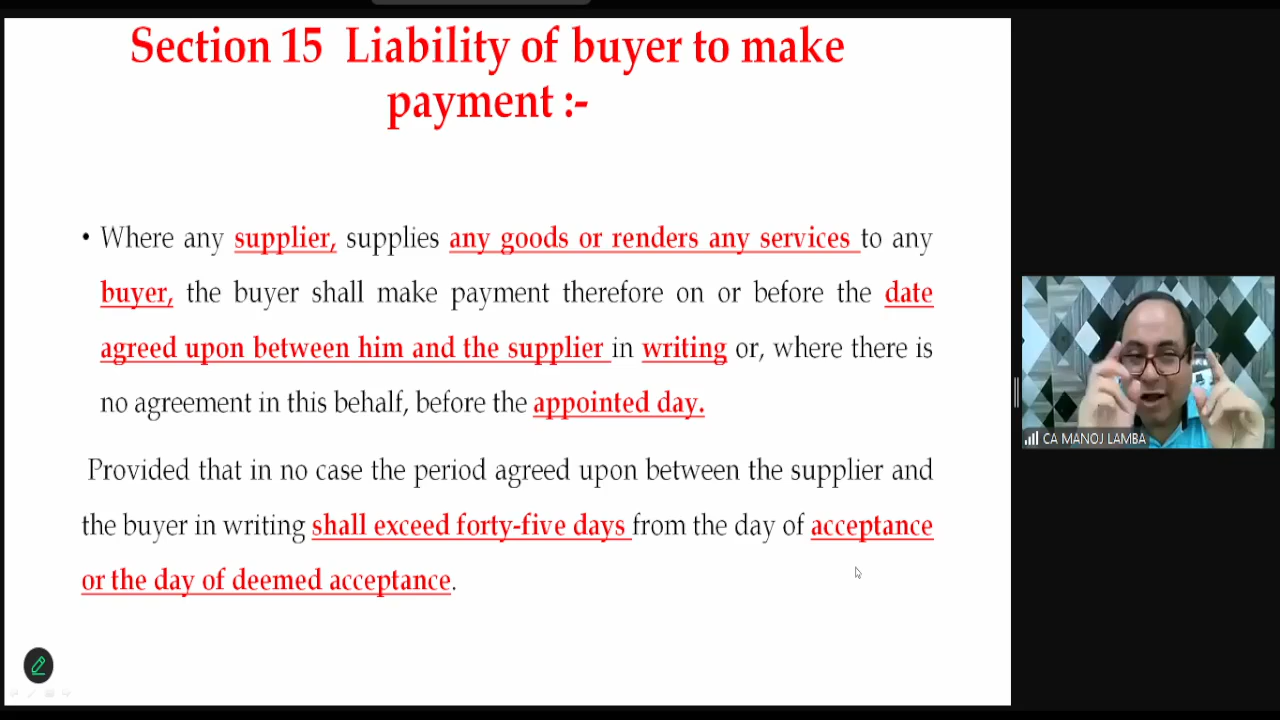 Section 15 Liability of buyer to make
payment :-
• Where any supplier, supplies any goods or renders any services to any
buyer, the buyer shall make payment therefore on or before the date
agreed upon between him and the supplier in writing or, where there is
no agreement in this behalf, before the appointed day.
Provided that in no case the period agreed upon between the supplier and
the buyer in writing shall exceed forty-five days from the day of acceptance
or the day of deemed acceptance.
CA MANOJ LAMBA